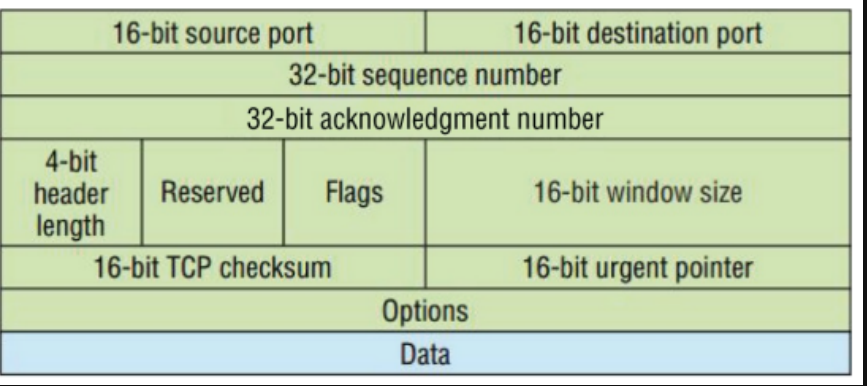 16-bit source port
16-bit destination port
32-bit sequence number
32-bit acknowledgment number
4-bit
header
length
Reserved
Flags
16-bit window size
16-bit TCP checksum
16-bit urgent pointer
Options
Data